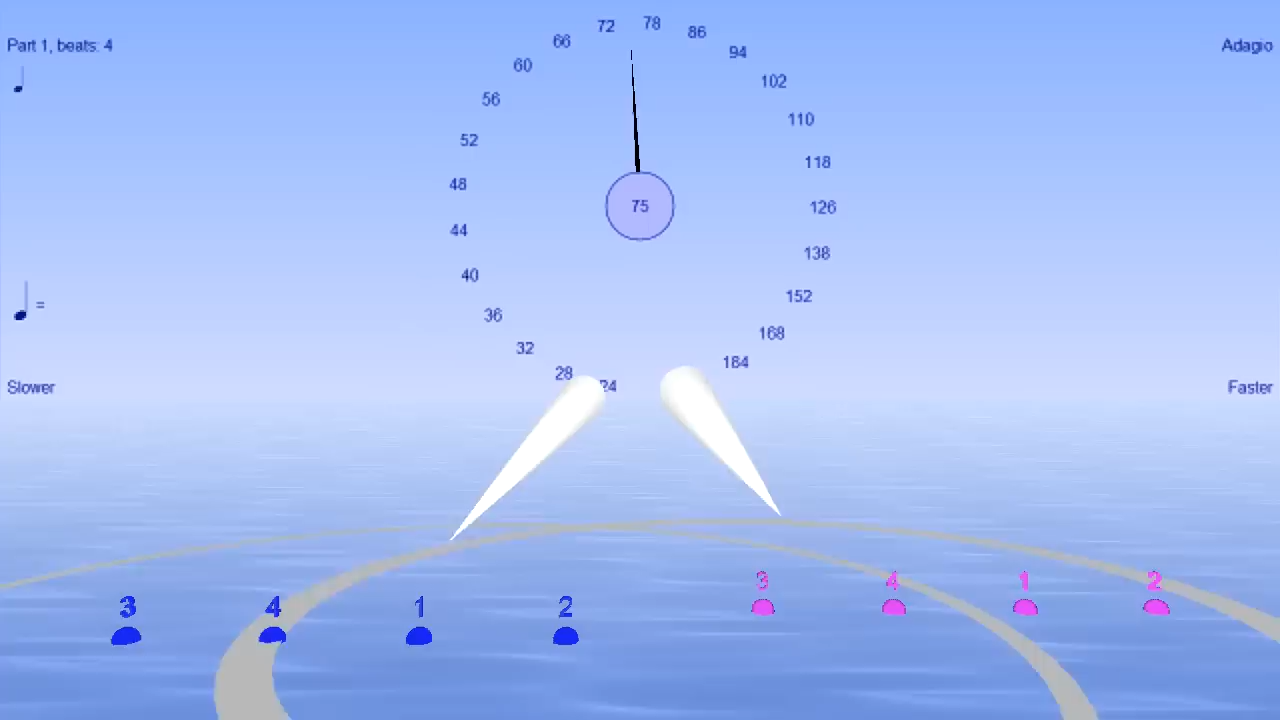 Part 1, beats: 4
Adagio
72 78
66 86
60 94
56 102
52 110
48 118
75
44 126
40 138
36 152
32 168
28 24 184
=
Slower
Faster
3 4 1 2
3 4 1 2